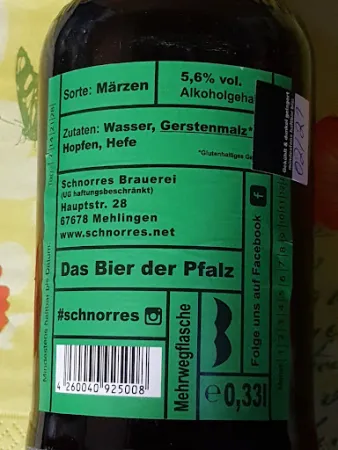 Sorte: Märzen
5,6% vol.
Alkoholgeha
Zutaten: Wasser, Gerstenmalz*
Hopfen, Hefe
*Glutenhaltiges Ge
Schnorres Brauerei
(UG haftungsbeschränkt)
Hauptstr. 28
67678 Mehlingen
www.schnorres.net
Das Bier der Pfalz
#schnorres
Mehrwegflasche
Folge uns auf Facebook f
e 0,33l
4 260040 925008
02/21